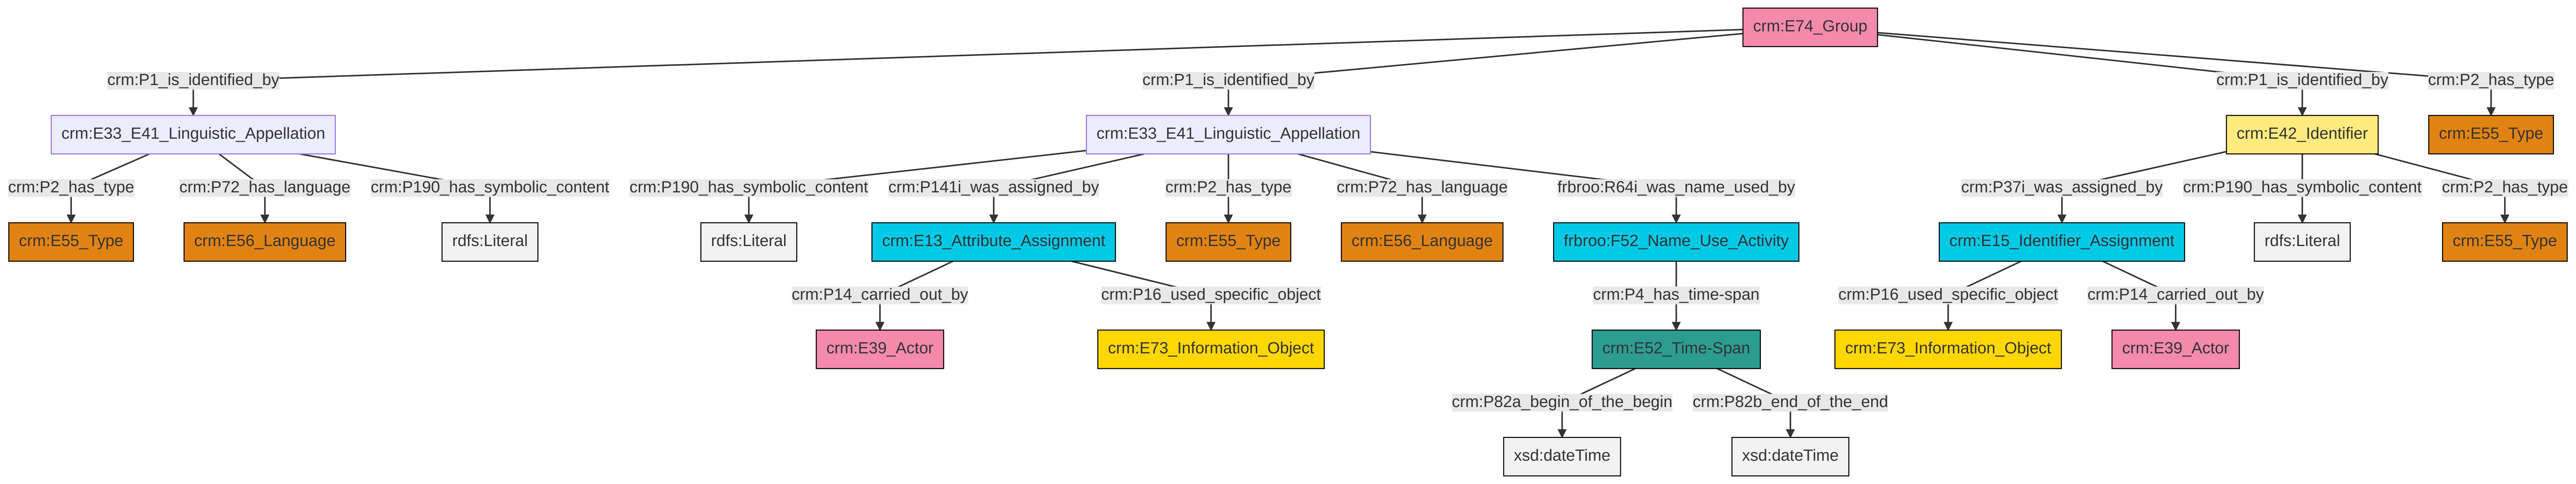 crm:E74_Group
crm:P1_is_identified_by
crm:P1_is_identified_by
crm:P1_is_identified_by
crm:P2_has_type
crm:E33_E41_Linguistic_Appellation
crm:E33_E41_Linguistic_Appellation
crm:E42_Identifier
crm:E55_Type
crm:P2_has_type
crm:P72_has_language
crm:P190_has_symbolic_content
crm:P190_has_symbolic_content
crm:P141i_was_assigned_by
crm:P2_has_type
crm:P72_has_language
frbroo:R64i_was_name_used_by
crm:P37i_was_assigned_by
crm:P190_has_symbolic_content
crm:P2_has_type
crm:E55_Type
crm:E56_Language
rdfs:Literal
rdfs:Literal
crm:E13_Attribute_Assignment
crm:E55_Type
crm:E56_Language
frbroo:F52_Name_Use_Activity
crm:E15_Identifier_Assignment
rdfs:Literal
crm:E55_Type
crm:P14_carried_out_by
crm:P16_used_specific_object
crm:P4_has_time-span
crm:P16_used_specific_object
crm:P14_carried_out_by
crm:E39_Actor
crm:E73_Information_Object
crm:E52_Time-Span
crm:E73_Information_Object
crm:E39_Actor
crm:P82a_begin_of_the_begin
crm:P82b_end_of_the_end
xsd:dateTime
xsd:dateTime